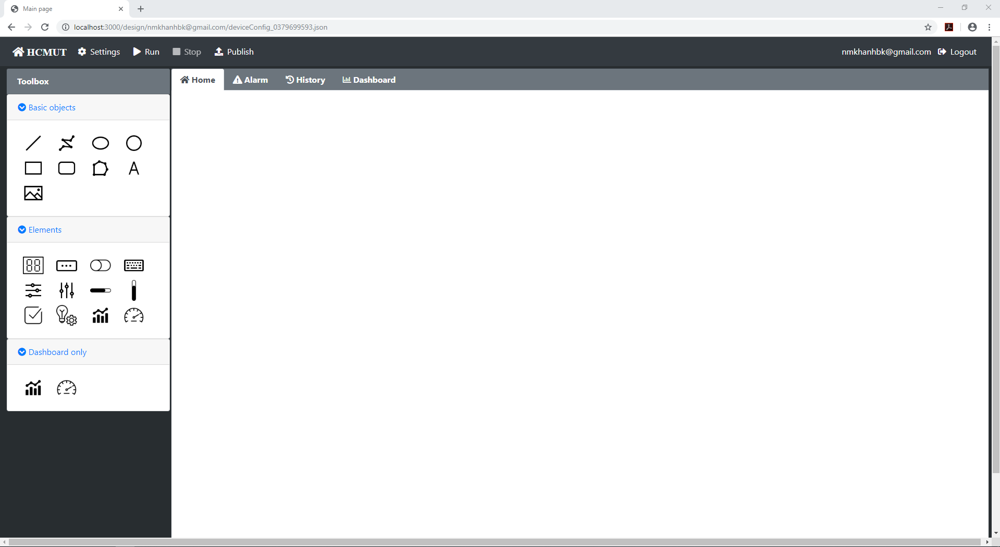 Main page
localhost:3000/design/nmkhanhbk@gmail.com/deviceConfig_0379699593.json
HCMUT Settings Run Stop Publish nmkhanhbk@gmail.com Logout
Toolbox
Home Alarm History Dashboard
Basic objects
A
Elements
88
Dashboard only